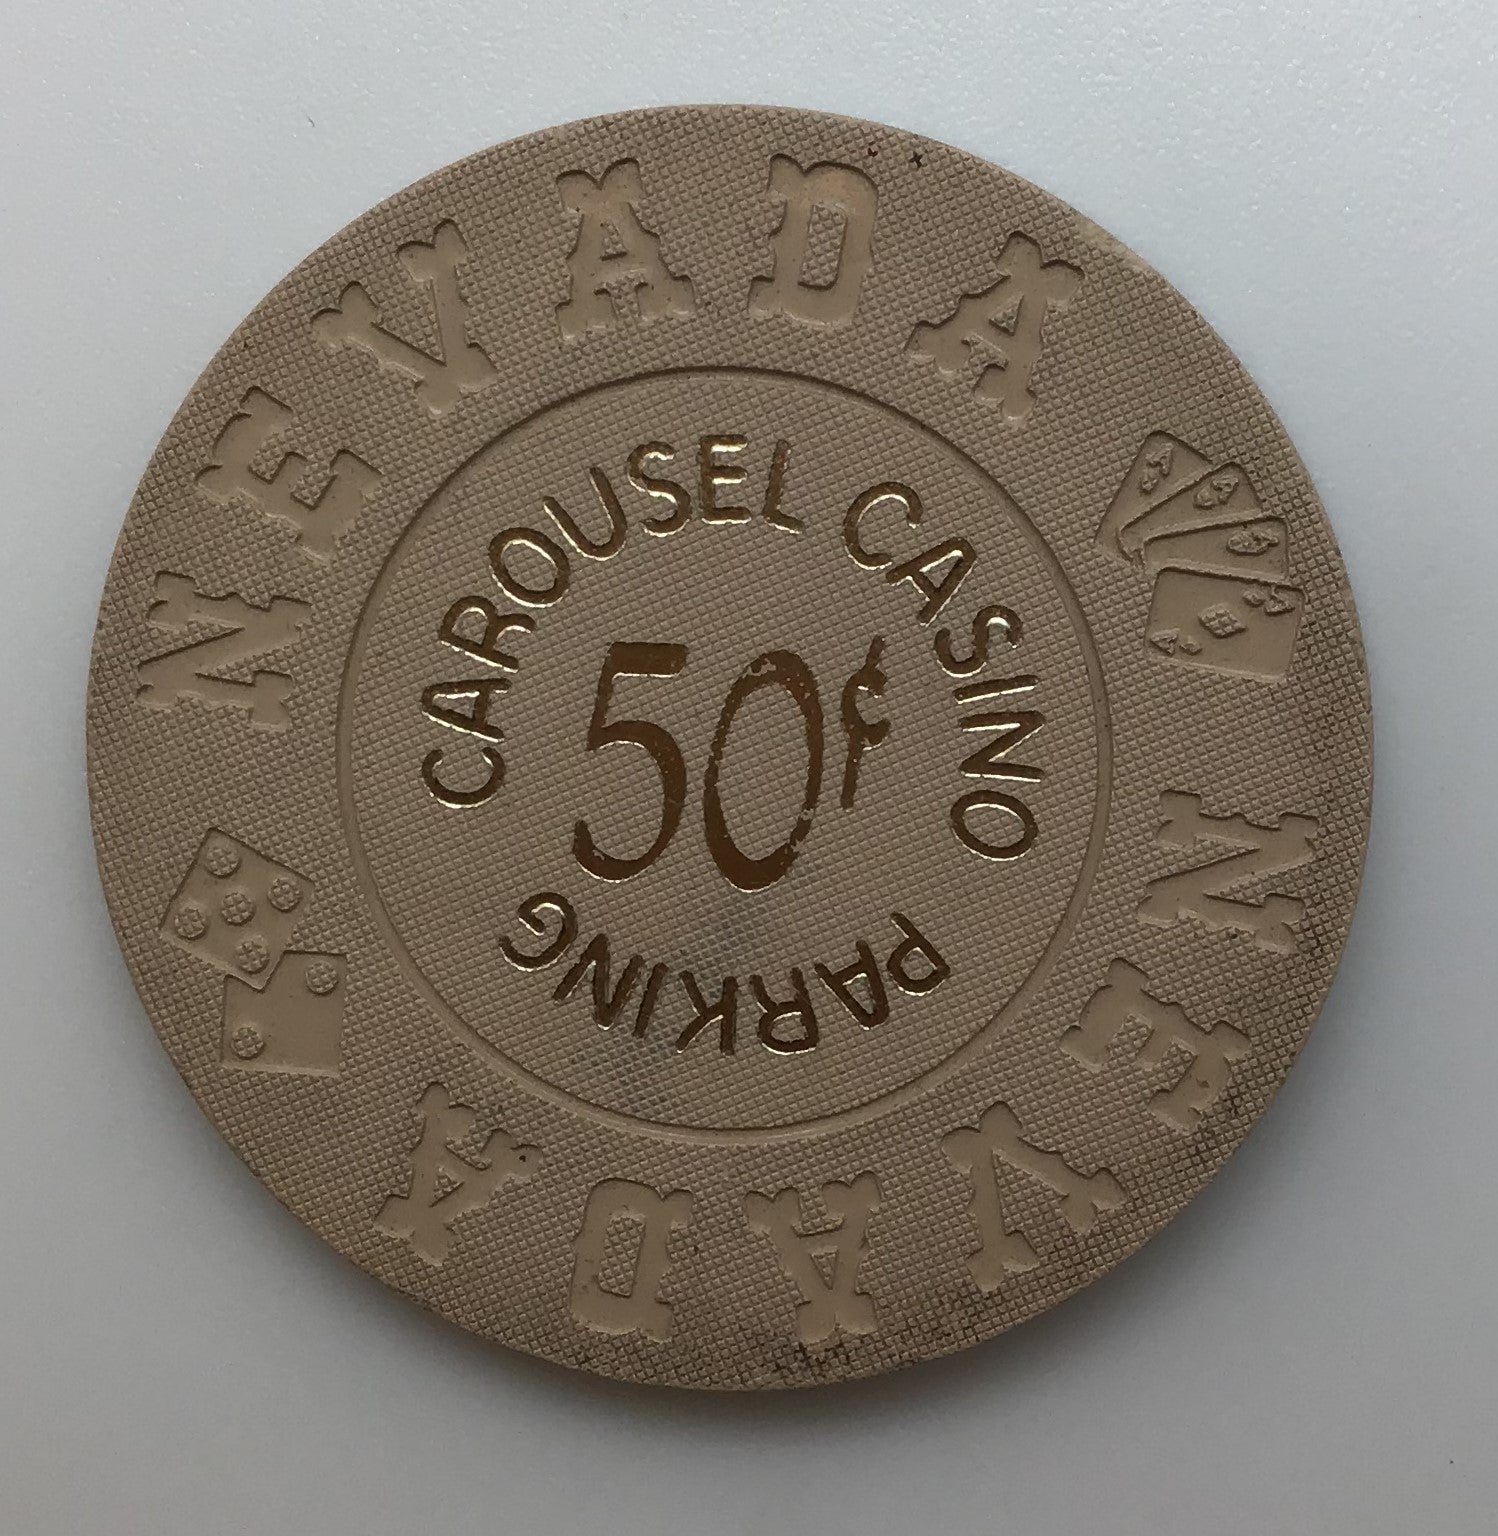 NEVADA
NEVADA
CAROUSEL CASINO
50¢
PARKING